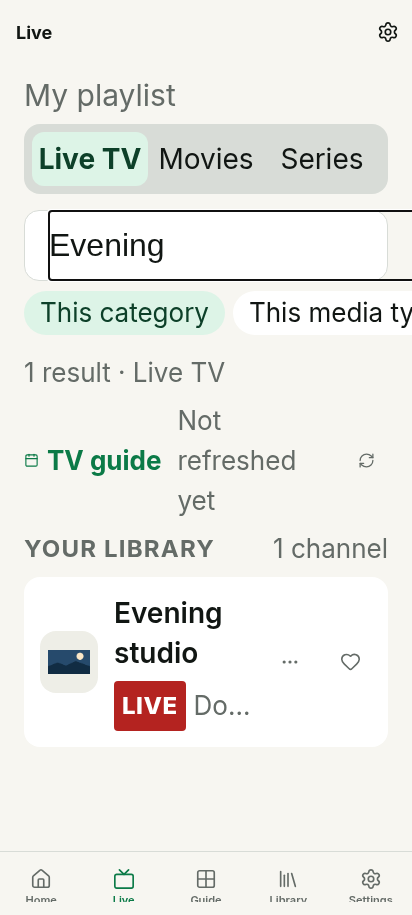 Live
My playlist
Live TV Movies Series
Evening
This category This media ty
1 result · Live TV
TV guide Not refreshed yet
YOUR LIBRARY 1 channel
Evening
studio
LIVE Do...
Home Live Guide Library Settings